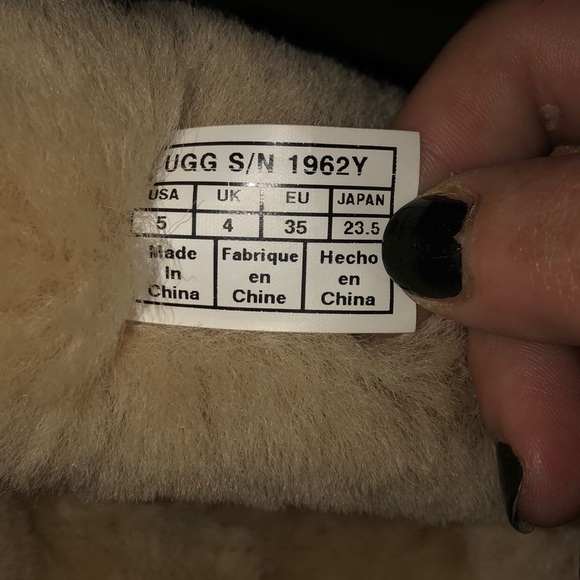 UGG S/N 1962Y
USA UK EU JAPAN
5 4 35 23.5
Made Fabrique Hecho
In en en
China Chine China